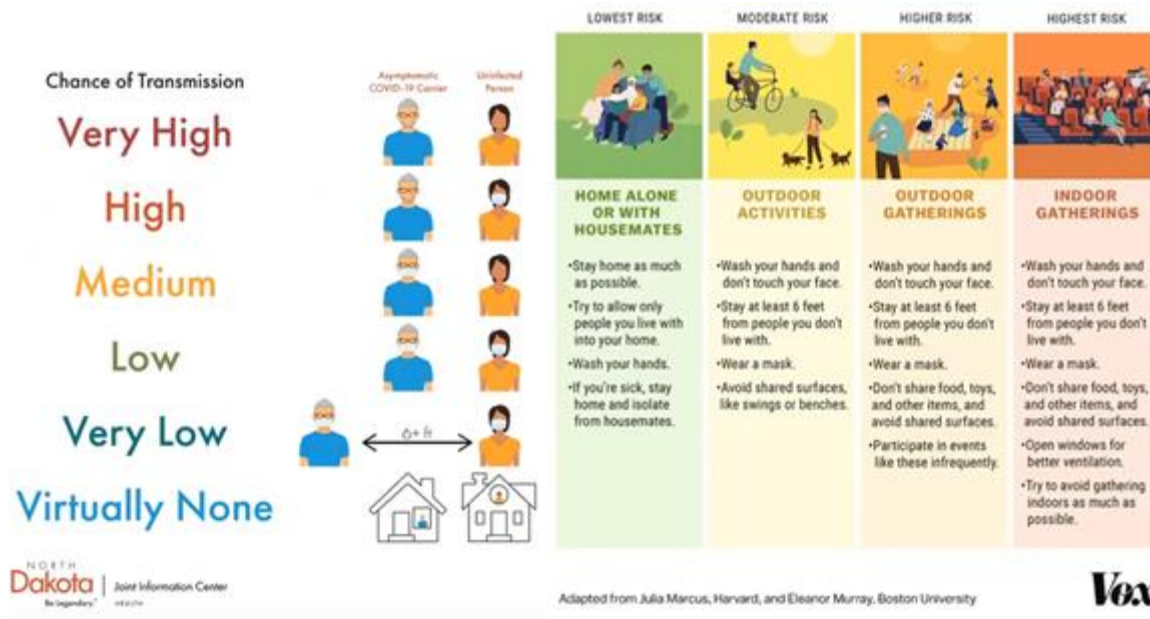 Chance of Transmission
Asymptomatic
COVID-19 Carrier
Uninfected
Person
Very High
High
Medium
Low
Very Low
6+ ft
Virtually None
NORTH
Dakota
Be Legendary.™
Joint Information Center
HEALTH
LOWEST RISK
HOME ALONE
OR WITH
HOUSEMATES
•Stay home as much
as possible.
•Try to allow only
people you live with
into your home.
•Wash your hands.
•If you're sick, stay
home and isolate
from housemates.
MODERATE RISK
OUTDOOR
ACTIVITIES
•Wash your hands and
don't touch your face.
•Stay at least 6 feet
from people you don't
live with.
•Wear a mask.
•Avoid shared surfaces,
like swings or benches.
HIGHER RISK
OUTDOOR
GATHERINGS
•Wash your hands and
don't touch your face.
•Stay at least 6 feet
from people you don't
live with.
•Wear a mask.
•Don't share food, toys,
and other items, and
avoid shared surfaces.
•Participate in events
like these infrequently.
HIGHEST RISK
INDOOR
GATHERINGS
•Wash your hands and
don't touch your face.
•Stay at least 6 feet
from people you don't
live with.
•Wear a mask.
•Don't share food, toys,
and other items, and
avoid shared surfaces.
•Open windows for
better ventilation.
•Try to avoid gathering
indoors as much as
possible.
Adapted from Julia Marcus, Harvard, and Eleanor Murray, Boston University
Vox